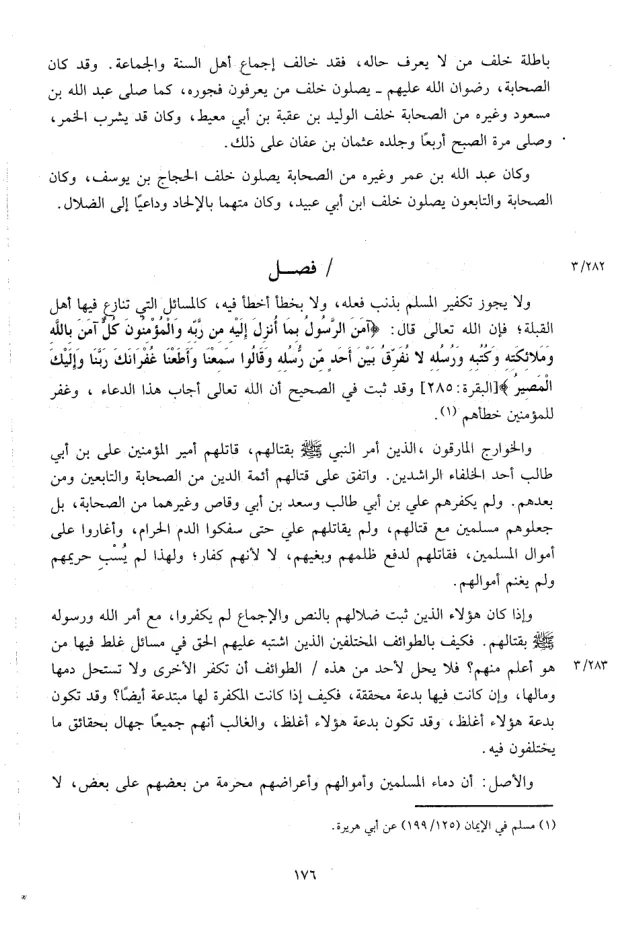 باطلة خلف من لا يعرف حاله، فقد خالف إجماع أهل السنة والجماعة. وقد كان
الصحابة، رضوان الله عليهم ـ يصلون خلف من يعرفون فجوره، كما صلى عبد الله بن
مسعود وغيره من الصحابة خلف الوليد بن عقبة بن أبي معيط، وكان قد يشرب الخمر،
وصلى مرة الصبح أربعًا وجلده عثمان بن عفان على ذلك.
وكان عبد الله بن عمر وغيره من الصحابة يصلون خلف الحجاج بن يوسف، وكان
الصحابة والتابعون يصلون خلف ابن أبي عبيد، وكان متهما بالإلحاد وداعيًا إلى الضلال.
٣/٢٨٢
/ فصــل
ولا يجوز تكفير المسلم بذنب فعله، ولا بخطأ أخطأ فيه، كالمسائل التي تنازع فيها أهل
القبلة؛ فإن الله تعالى قال: ﴿آمَنَ الرَّسُولُ بِمَا أُنزِلَ إِلَيْهِ مِن رَّبِّهِ وَالْمُؤْمِنُونَ كُلٌّ آمَنَ بِاللَّهِ
وَمَلائِكَتِهِ وَكُتُبِهِ وَرُسُلِهِ لا نُفَرِّقُ بَيْنَ أَحَدٍ مِّن رُّسُلِهِ وَقَالُوا سَمِعْنَا وَأَطَعْنَا غُفْرَانَكَ رَبَّنَا وَإِلَيْكَ
الْمَصِيرُ﴾[البقرة:٢٨٥] وقد ثبت في الصحيح أن الله تعالى أجاب هذا الدعاء ، وغفر
للمؤمنين خطأهم (١).
والخوارج المارقون ،الذين أمر النبي ﷺ بقتالهم، قاتلهم أمير المؤمنين على بن أبي
طالب أحد الخلفاء الراشدين. واتفق على قتالهم أئمة الدين من الصحابة والتابعين ومن
بعدهم. ولم يكفرهم علي بن أبي طالب وسعد بن أبي وقاص وغيرهما من الصحابة، بل
جعلوهم مسلمين مع قتالهم، ولم يقاتلهم علي حتى سفكوا الدم الحرام، وأغاروا على
أموال المسلمين، فقاتلهم لدفع ظلمهم وبغيهم، لا لأنهم كفار؛ ولهذا لم يُسْبِ حريمهم
ولم يغنم أموالهم.
وإذا كان هؤلاء الذين ثبت ضلالهم بالنص والإجماع لم يكفروا، مع أمر الله ورسوله
ﷺ بقتالهم. فكيف بالطوائف المختلفين الذين اشتبه عليهم الحق في مسائل غلط فيها من
هو أعلم منهم؟ فلا يحل لأحد من هذه / الطوائف أن تكفر الأخرى ولا تستحل دمها
٣/٢٨٣
ومالها، وإن كانت فيها بدعة محققة، فكيف إذا كانت المكفرة لها مبتدعة أيضًا؟ وقد تكون
بدعة هؤلاء أغلظ، وقد تكون بدعة هؤلاء أغلظ، والغالب أنهم جميعًا جهال بحقائق ما
يختلفون فيه.
والأصل: أن دماء المسلمين وأموالهم وأعراضهم محرمة من بعضهم على بعض، لا
(١) مسلم في الإيمان (١٩٩/١٢٥) عن أبي هريرة.
١٧٦